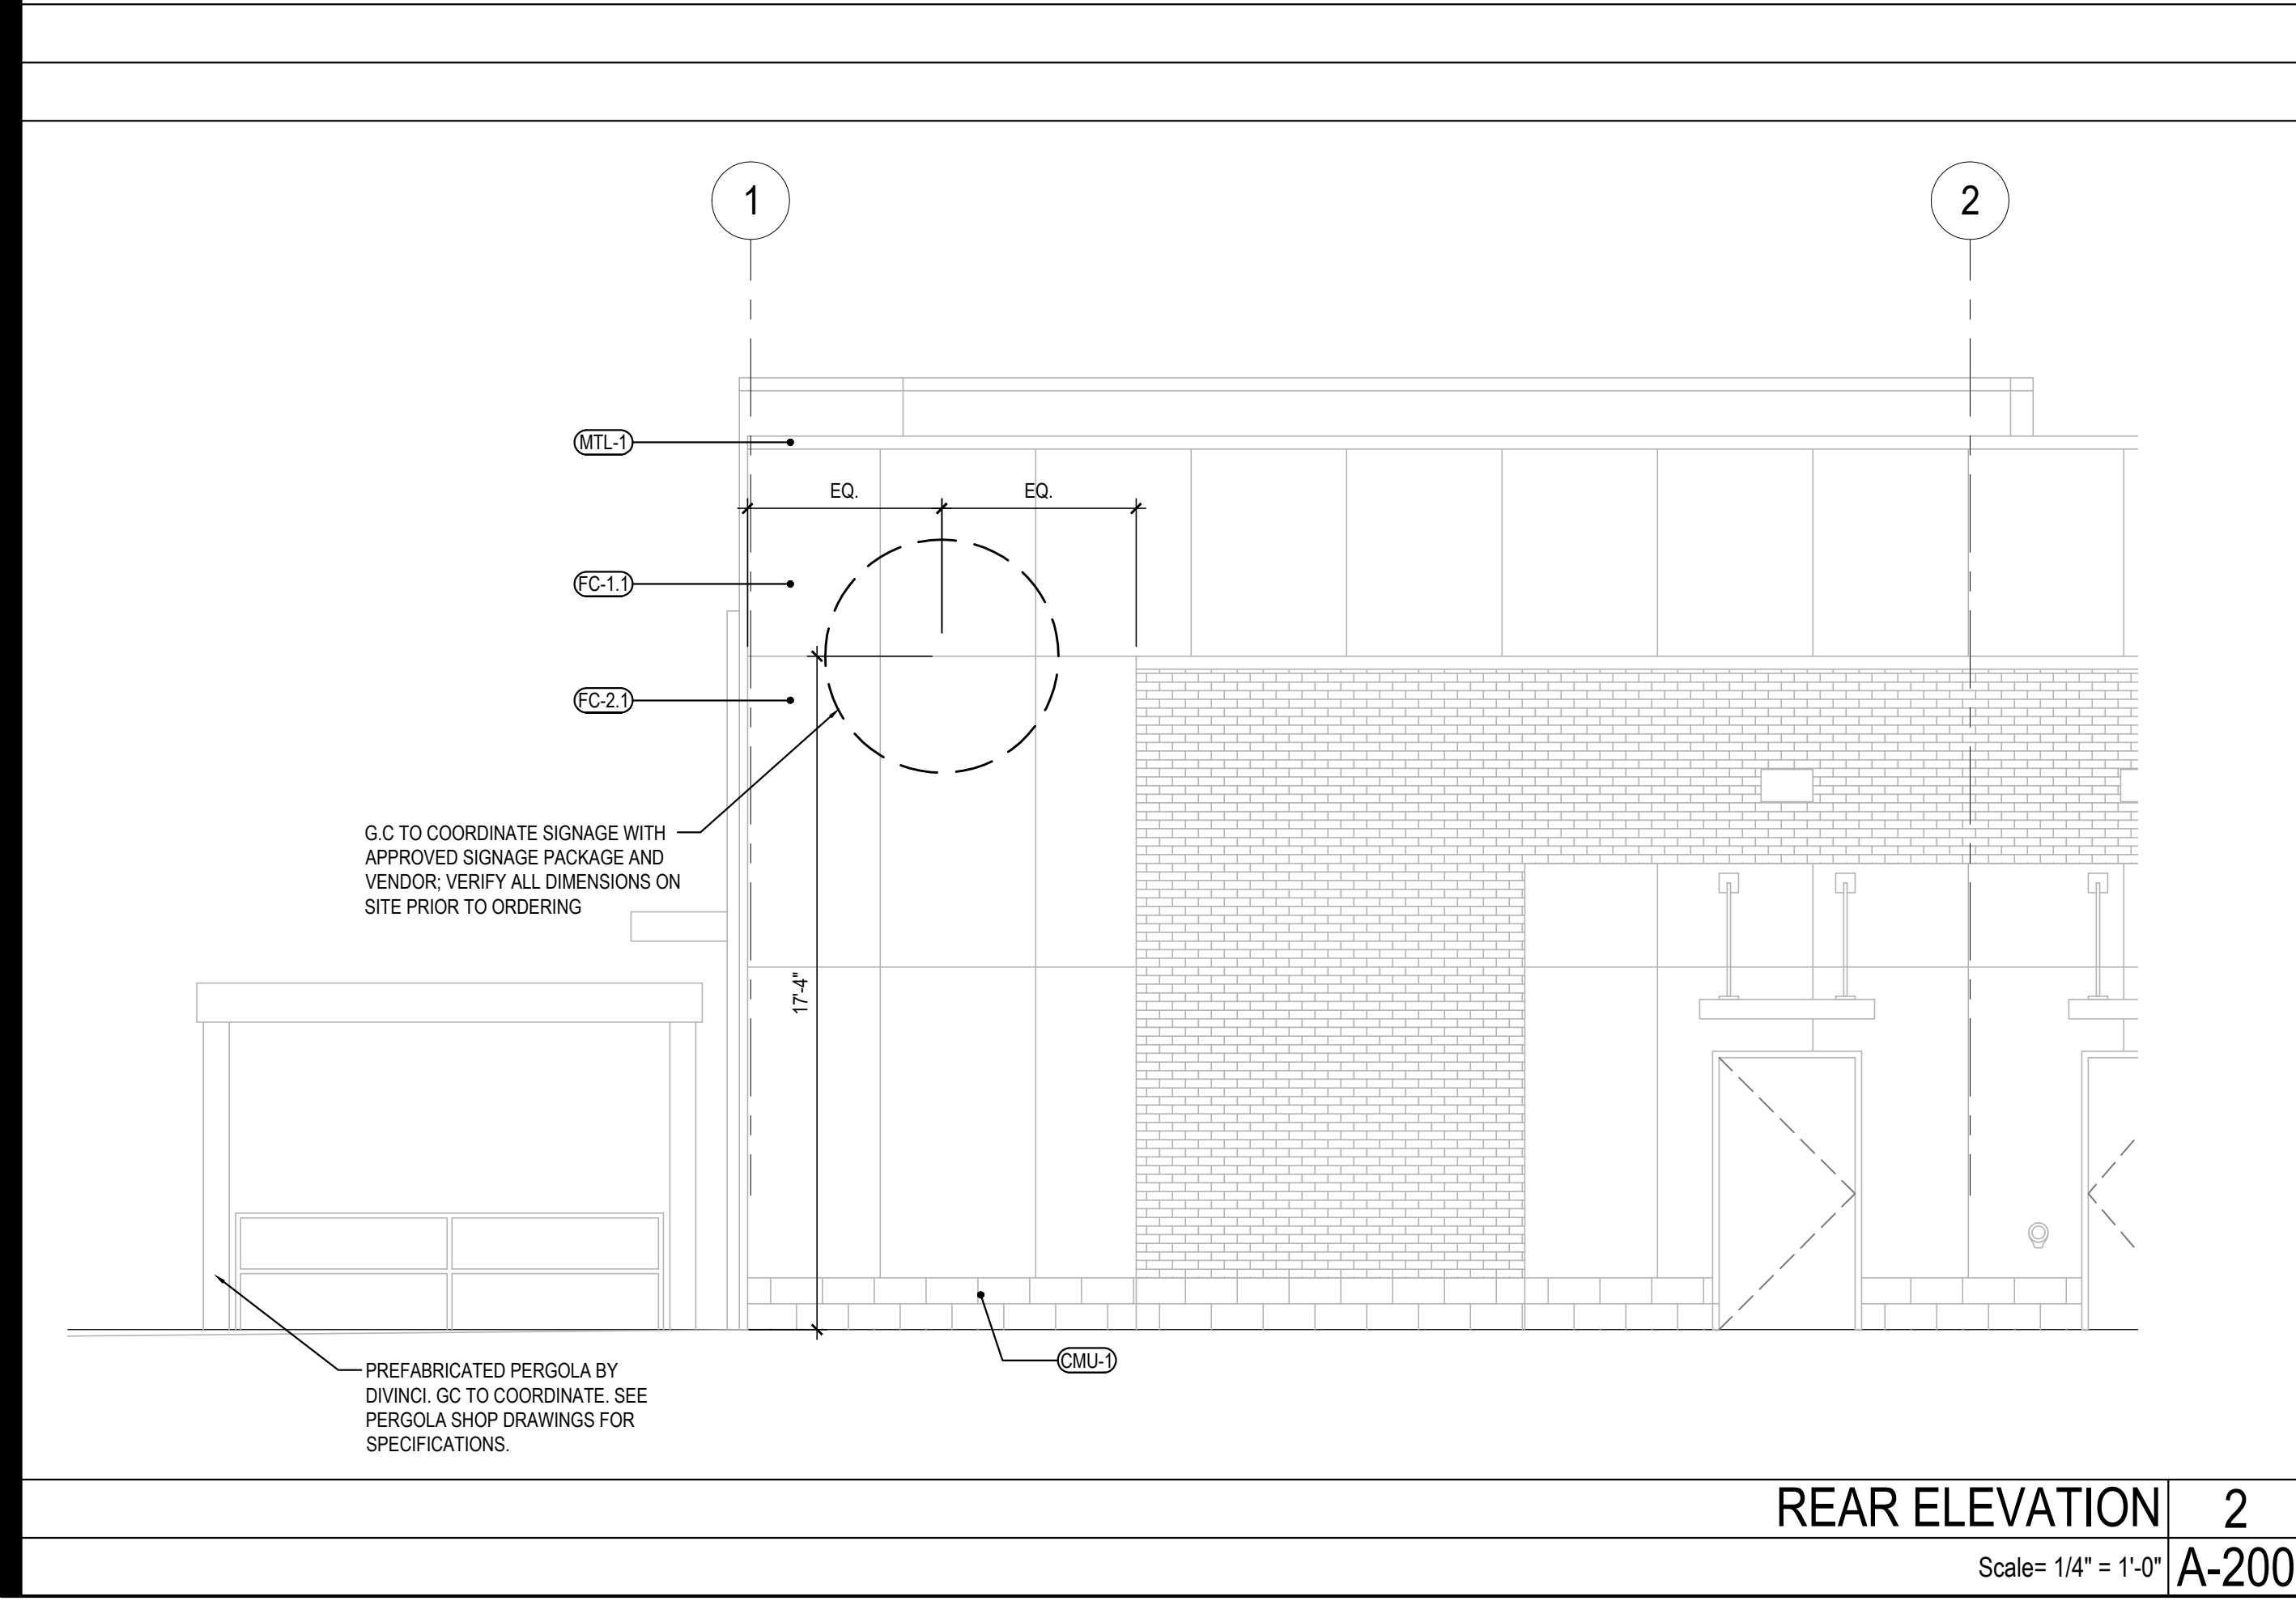 1
2
MTL-1
EQ.
EQ.
FC-1.1
FC-2.1
G.C TO COORDINATE SIGNAGE WITH
APPROVED SIGNAGE PACKAGE AND
VENDOR; VERIFY ALL DIMENSIONS ON
SITE PRIOR TO ORDERING
17'-4"
CMU-1
PREFABRICATED PERGOLA BY
DIVINCI. GC TO COORDINATE. SEE
PERGOLA SHOP DRAWINGS FOR
SPECIFICATIONS.
REAR ELEVATION
2
Scale= 1/4" = 1'-0"
A-200